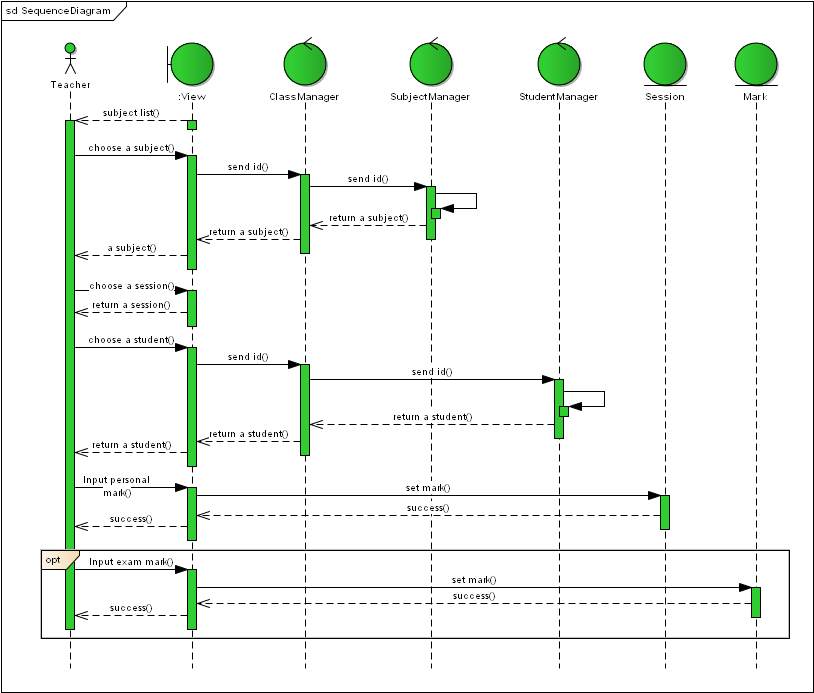 sd SequenceDiagram
Teacher
:View
ClassManager
SubjectManager
StudentManager
Session
Mark
subject list()
choose a subject()
send id()
send id()
return a subject()
return a subject()
a subject()
choose a session()
return a session()
choose a student()
send id()
send id()
return a student()
return a student()
return a student()
Input personal
mark()
set mark()
success()
success()
opt
Input exam mark()
set mark()
success()
success()